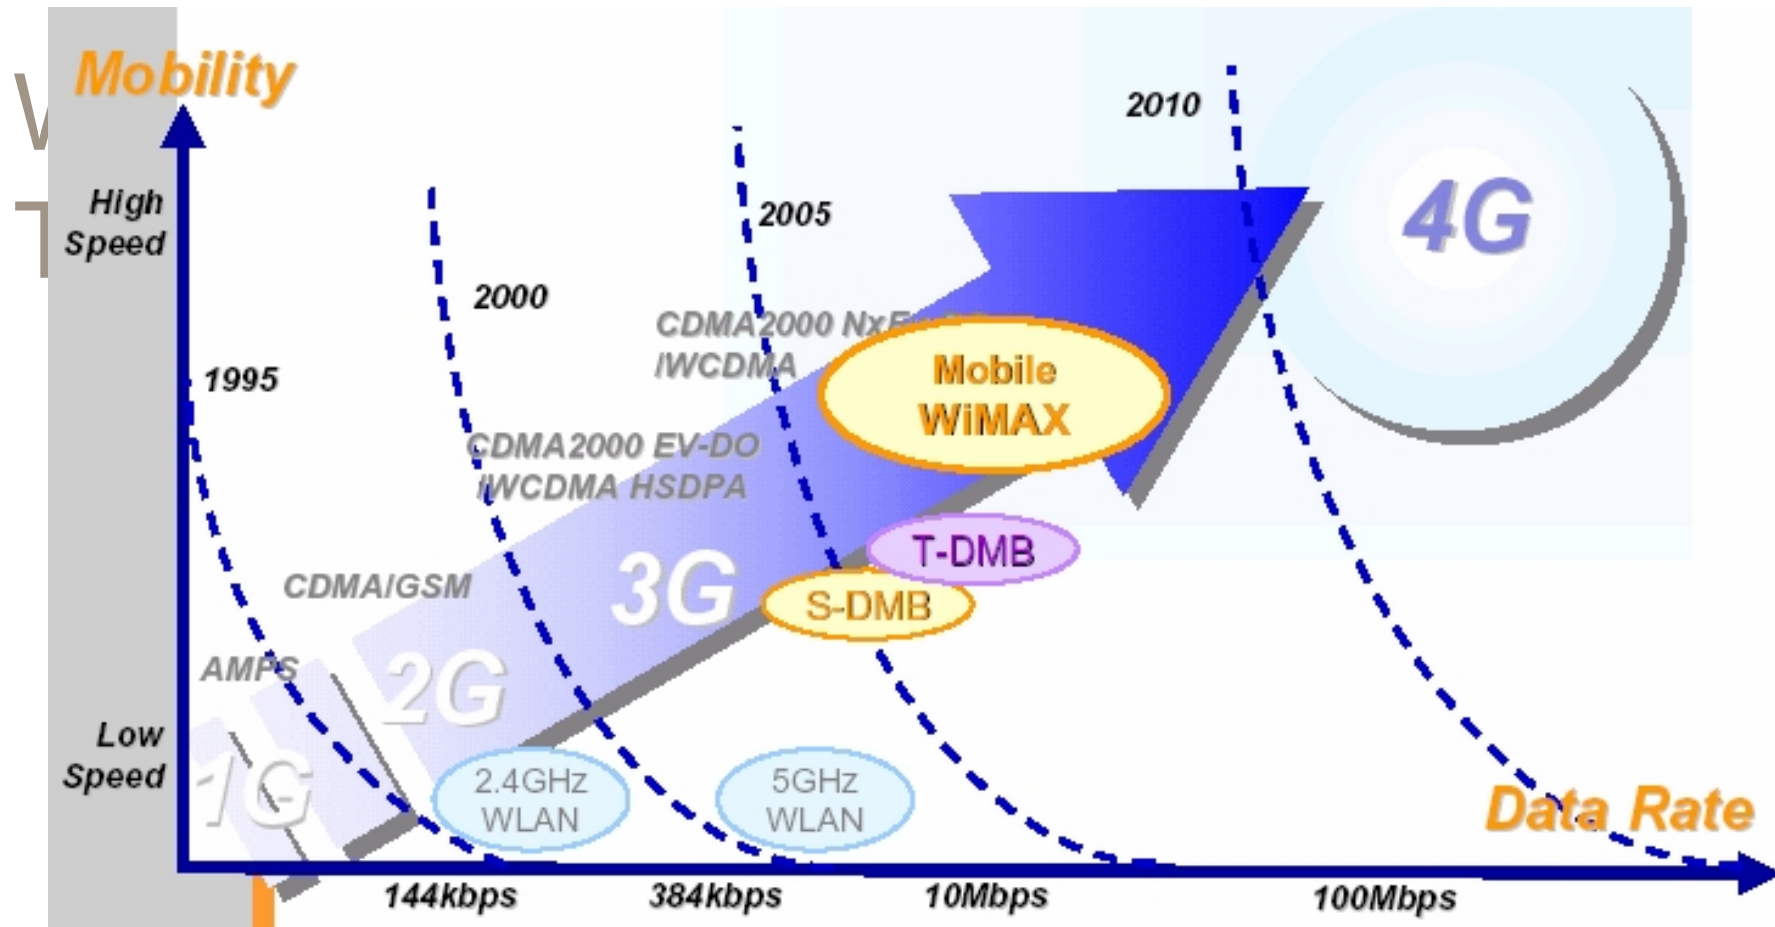 Mobility
2010
High
Speed
4G
2005
2000
CDMA2000
/WCDMA
Mobile
WiMAX
1995
CDMA2000 EV-DO
/WCDMA HSDPA
T-DMB
3G
S-DMB
CDMA/GSM
AMPS
2G
Low
Speed
1G
2.4GHz
WLAN
5GHz
WLAN
Data Rate
144kbps
384kbps
10Mbps
100Mbps